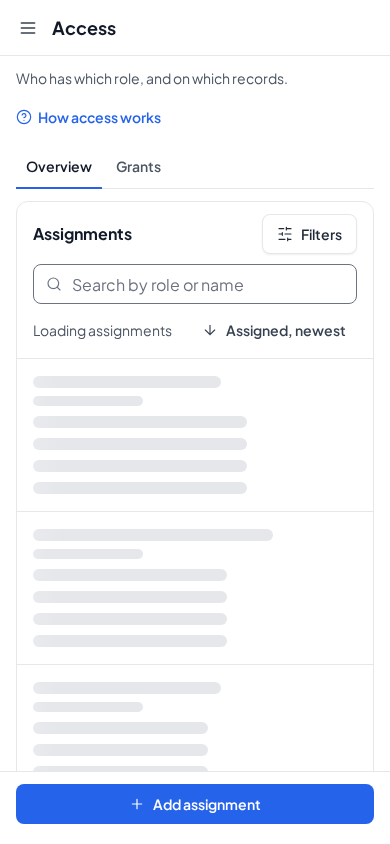 Access
Who has which role, and on which records.
How access works
Overview
Grants
Assignments
Filters
Search by role or name
Loading assignments
Assigned, newest
Add assignment